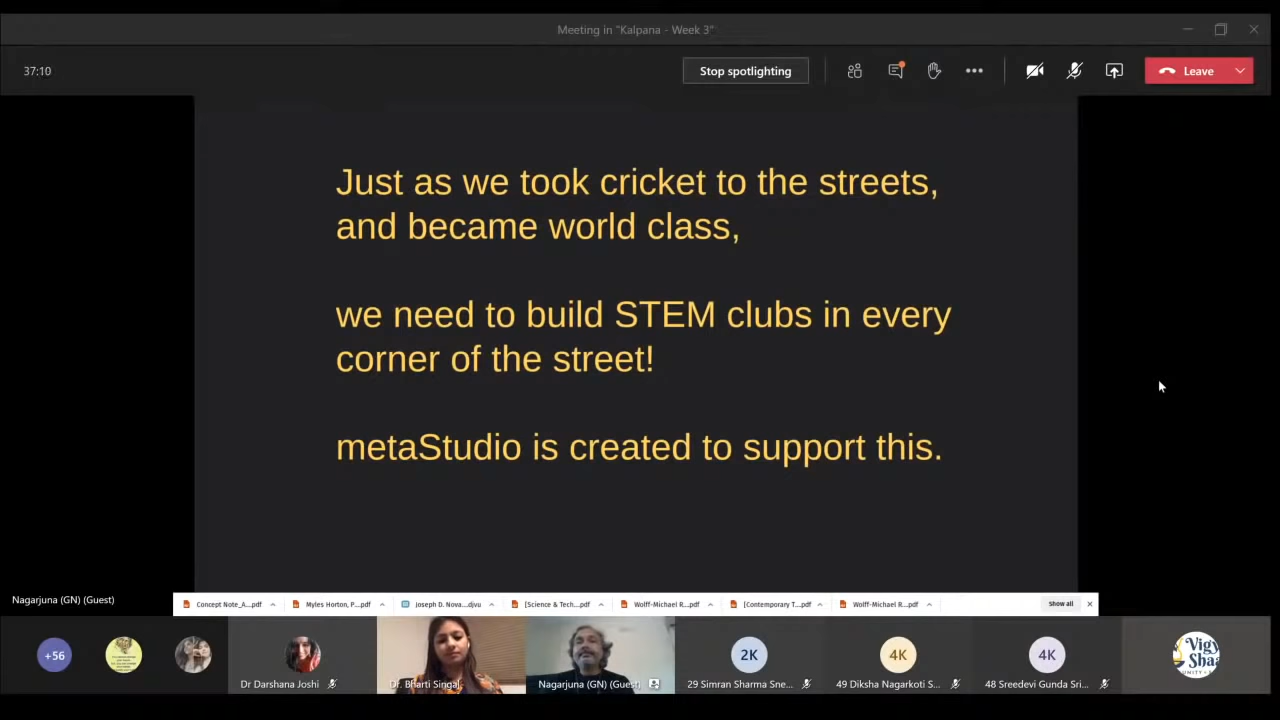 Meeting in "Kalpana - Week 3"
37:10
Stop spotlighting
Leave
Just as we took cricket to the streets,
and became world class,
we need to build STEM clubs in every
corner of the street!
metaStudio is created to support this.
Nagarjuna (GN) (Guest)
Concept Note_A....pdf
Myles Horton, P....pdf
Joseph D. Nova...djvu
[Science & Tech....pdf
Wolff-Michael R....pdf
[Contemporary T....pdf
Wolff-Michael R....pdf
Show all
+56
Dr Darshana Joshi
Dr. Bharti Singal
Nagarjuna (GN) (Guest)
2K
29 Simran Sharma Sne...
4K
49 Diksha Nagarkoti S...
4K
48 Sreedevi Gunda Sri...
Vigy
Shaa